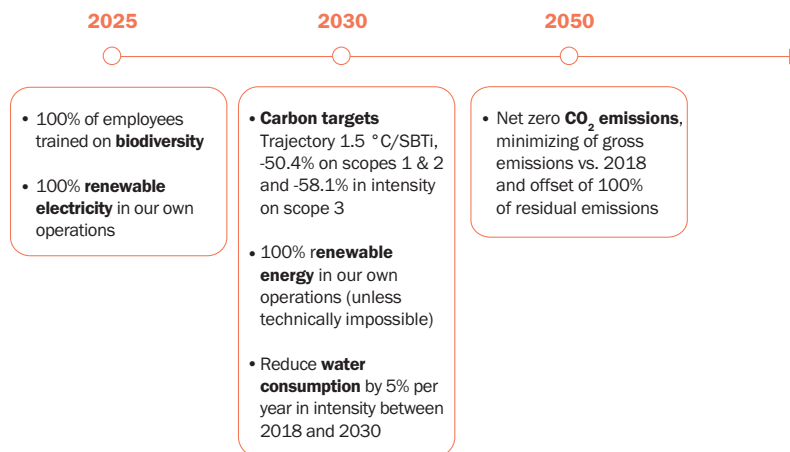 2025
2030
2050
• 100% of employees
trained on biodiversity
• 100% renewable
electricity in our own
operations
• Carbon targets
Trajectory 1.5 °C/SBTi,
-50.4% on scopes 1 & 2
and -58.1% in intensity
on scope 3
• 100% renewable
energy in our own
operations (unless
technically impossible)
• Reduce water
consumption by 5% per
year in intensity between
2018 and 2030
• Net zero CO₂ emissions,
minimizing of gross
emissions vs. 2018
and offset of 100%
of residual emissions